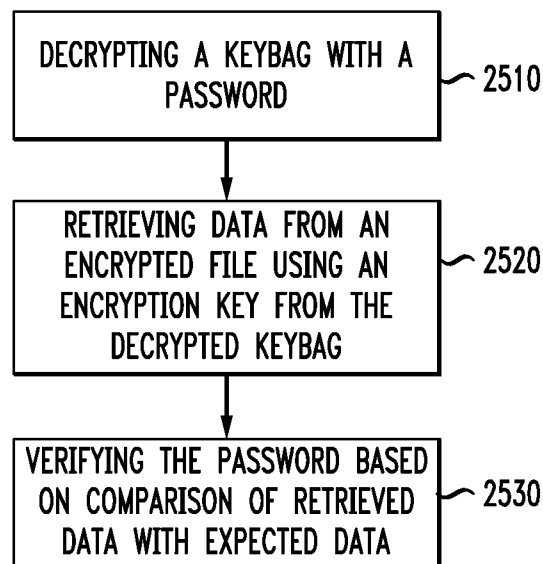 DECRYPTING A KEYBAG WITH A
PASSWORD
2510
RETRIEVING DATA FROM AN
ENCRYPTED FILE USING AN
ENCRYPTION KEY FROM THE
DECRYPTED KEYBAG
2520
VERIFYING THE PASSWORD BASED
ON COMPARISON OF RETRIEVED
DATA WITH EXPECTED DATA
2530